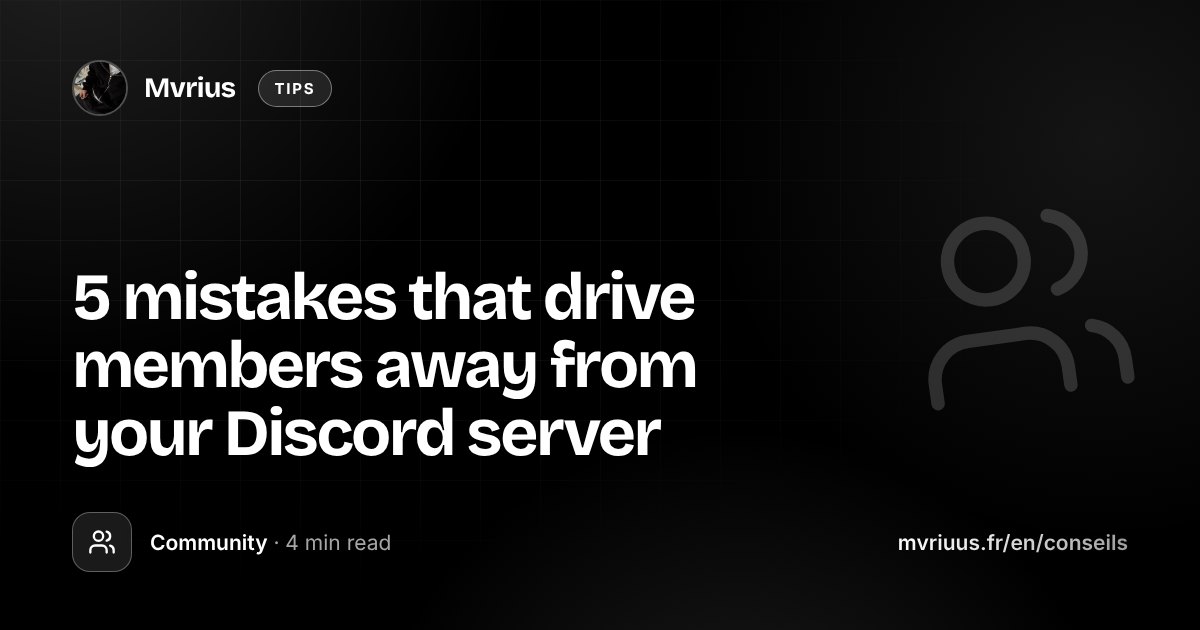 Mvrius
TIPS
5 mistakes that drive
members away from
your Discord server
Community · 4 min read
mvriuus.fr/en/conseils